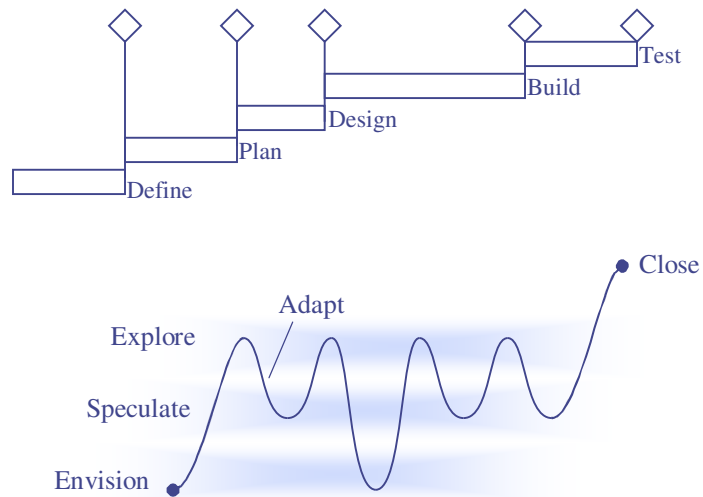 Test
Build
Design
Plan
Define
Close
Adapt
Explore
Speculate
Envision